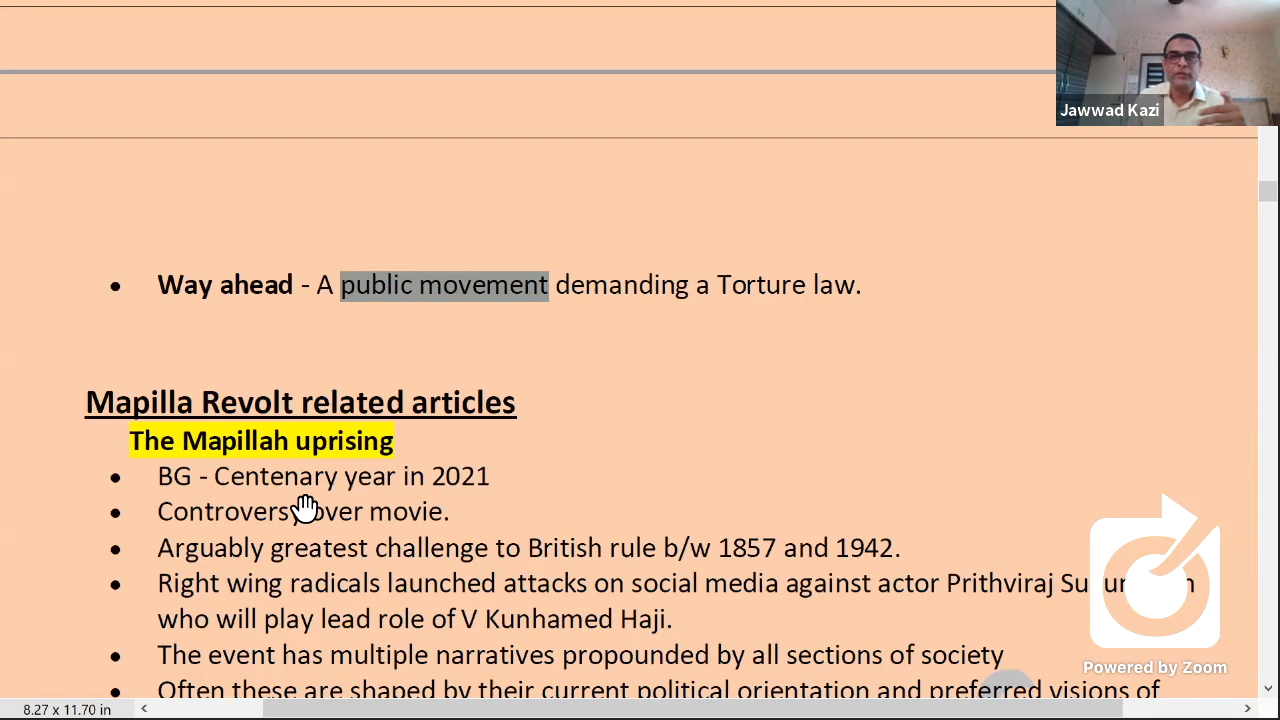 Jawwad Kazi
• Way ahead - A public movement demanding a Torture law.
Mapilla Revolt related articles
The Mapillah uprising
• BG - Centenary year in 2021
• Controversy over movie.
• Arguably greatest challenge to British rule b/w 1857 and 1942.
• Right wing radicals launched attacks on social media against actor Prithviraj
who will play lead role of V Kunhamed Haji.
• The event has multiple narratives propounded by all sections of society
• Often these are shaped by their current political orientation and preferred visions of
Powered by Zoom
8.27 x 11.70 in